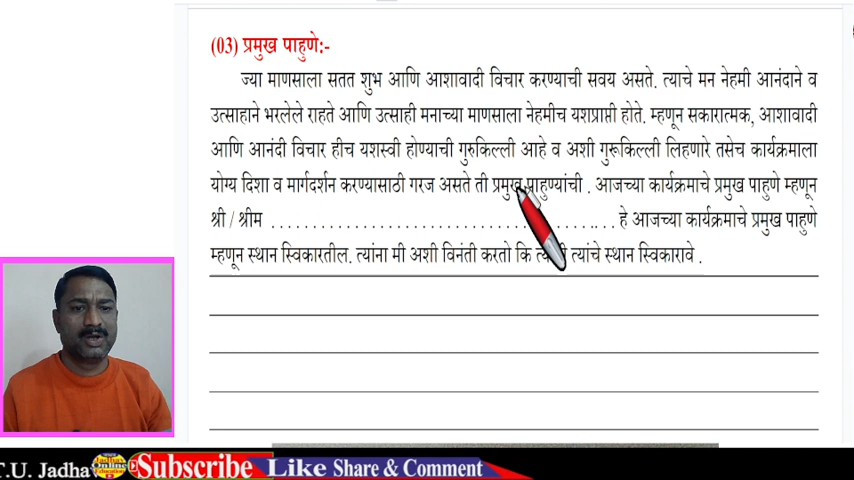 (03) प्रमुख पाहुणे:-
ज्या माणसाला सतत शुभ आणि आशावादी विचार करण्याची सवय असते. त्याचे मन नेहमी आनंदाने व
उत्साहाने भरलेले राहते आणि उत्साही मनाच्या माणसाला नेहमीच यशप्राप्ती होते. म्हणून सकारात्मक, आशावादी
आणि आनंदी विचार हीच यशस्वी होण्याची गुरुकिल्ली आहे व अशी गुरूकिल्ली लिहणारे तसेच कार्यक्रमाला
योग्य दिशा व मार्गदर्शन करण्यासाठी गरज असते ती प्रमुख पाहुण्यांची . आजच्या कार्यक्रमाचे प्रमुख पाहुणे म्हणून
श्री / श्रीम ................................................ हे आजच्या कार्यक्रमाचे प्रमुख पाहुणे
म्हणून स्थान स्विकारतील. त्यांना मी अशी विनंती करतो कि त्यांचे स्थान स्विकारावे .
T.U. Jadha Jadhav Online Education Subscribe Like Share & Comment